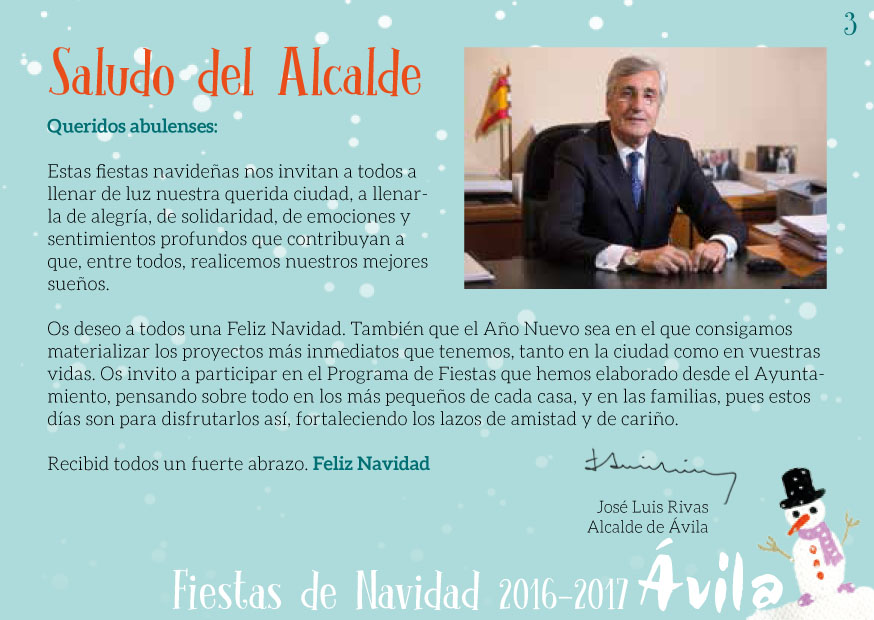 3
Saludo del Alcalde
Queridos abulenses:
Estas fiestas navideñas nos invitan a todos a
llenar de luz nuestra querida ciudad, a llenar-
la de alegría, de solidaridad, de emociones y
sentimientos profundos que contribuyan a
que, entre todos, realicemos nuestros mejores
sueños.
Os deseo a todos una Feliz Navidad. También que el Año Nuevo sea en el que consigamos
materializar los proyectos más inmediatos que tenemos, tanto en la ciudad como en vuestras
vidas. Os invito a participar en el Programa de Fiestas que hemos elaborado desde el Ayunta-
miento, pensando sobre todo en los más pequeños de cada casa, y en las familias, pues estos
días son para disfrutarlos así, fortaleciendo los lazos de amistad y de cariño.
Recibid todos un fuerte abrazo. Feliz Navidad
José Luis Rivas
Alcalde de Ávila
Fiestas de Navidad 2016-2017 Ávila